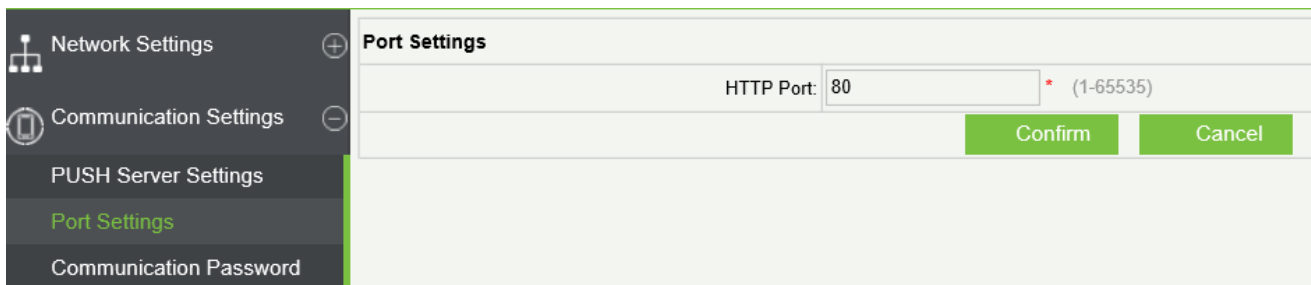 Network Settings
Communication Settings
PUSH Server Settings
Port Settings
Communication Password
Port Settings
HTTP Port: 80 * (1-65535)
Confirm Cancel